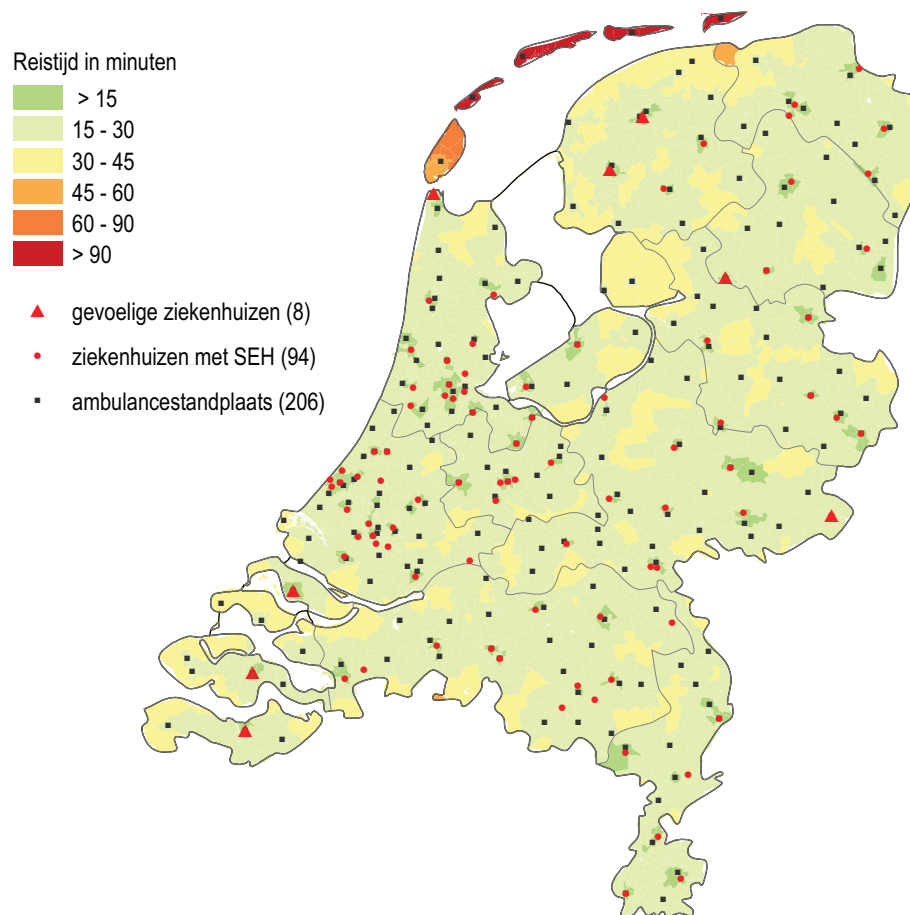 Reistijd in minuten
> 15
15 - 30
30 - 45
45 - 60
60 - 90
> 90
gevoelige ziekenhuizen (8)
ziekenhuizen met SEH (94)
ambulancestandplaats (206)